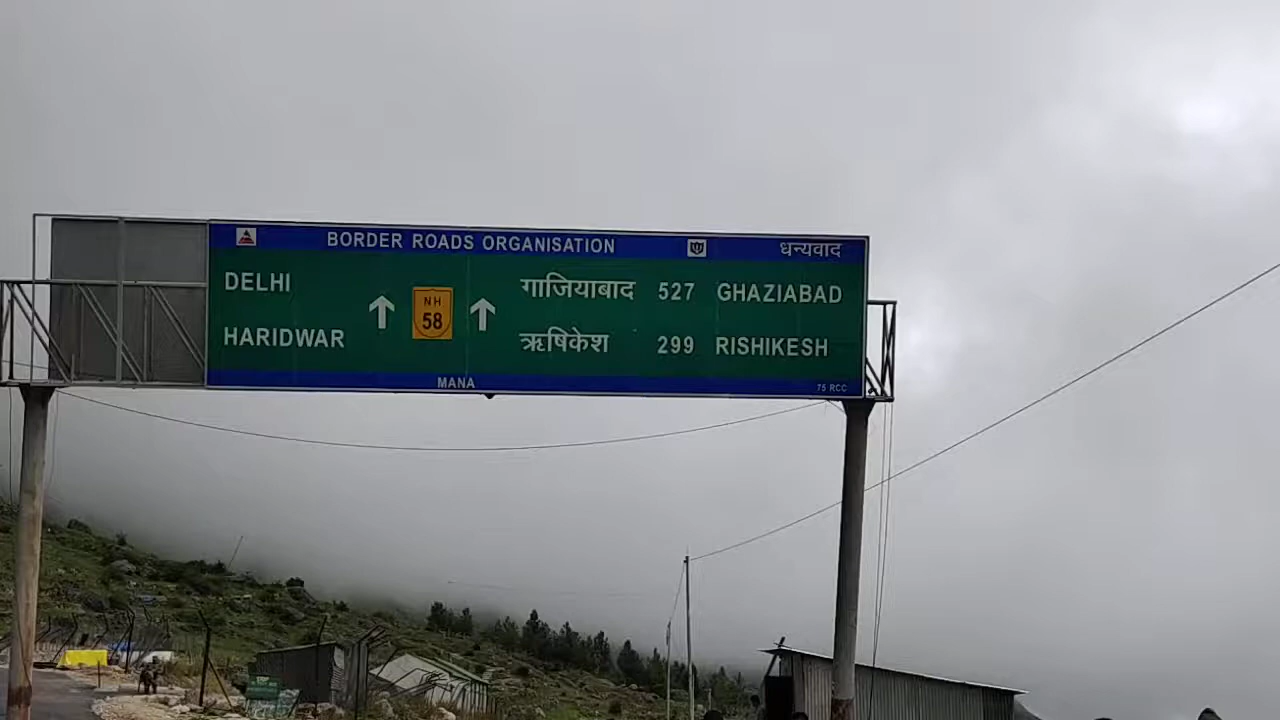 BORDER ROADS ORGANISATION धन्यवाद
DELHI
HARIDWAR
NH
58
गाजियाबाद 527 GHAZIABAD
ऋषिकेश 299 RISHIKESH
MANA
75 RCC